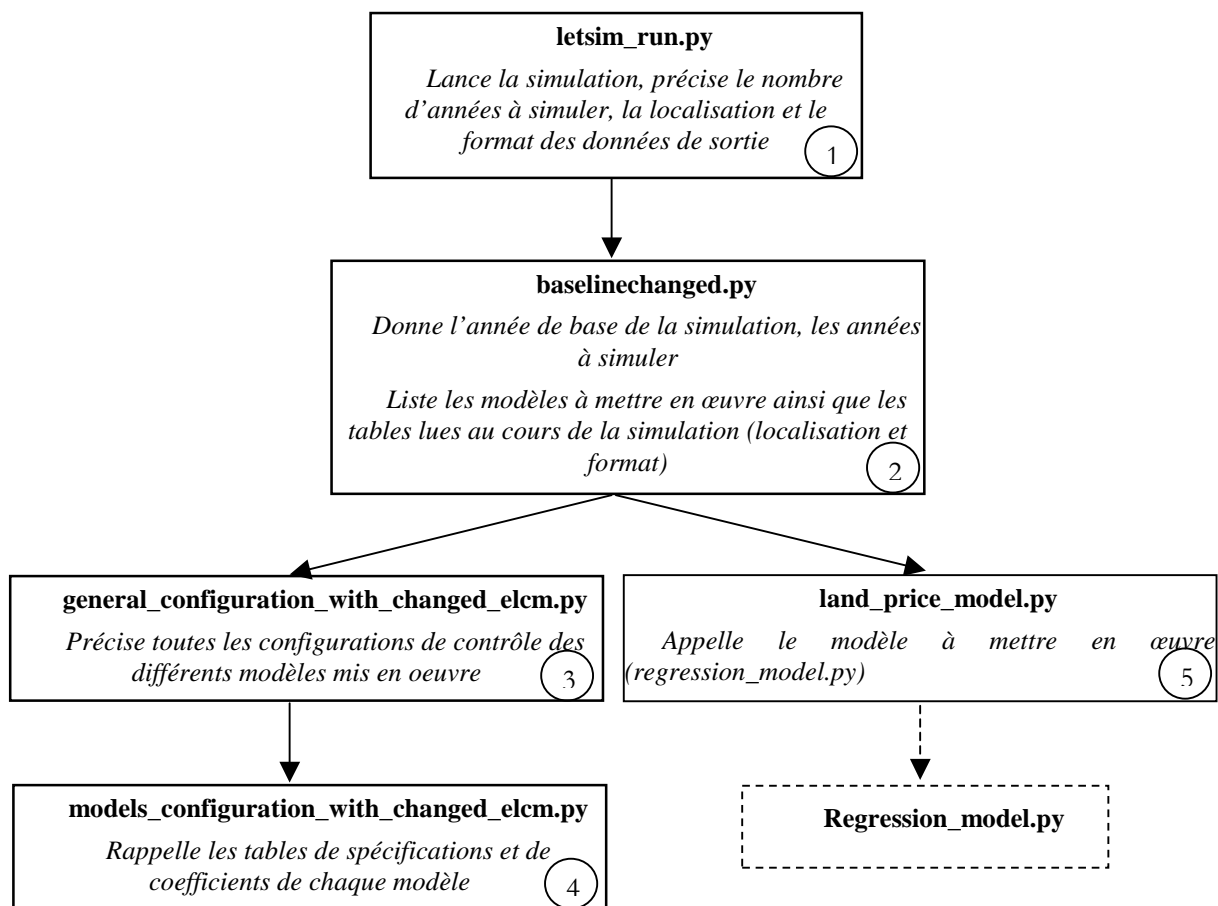 letsim_run.py
Lance la simulation, précise le nombre
d’années à simuler, la localisation et le
format des données de sortie
1
baselinechanged.py
Donne l’année de base de la simulation, les années
à simuler
Liste les modèles à mettre en œuvre ainsi que les
tables lues au cours de la simulation (localisation et
format)
2
general_configuration_with_changed_elcm.py
Précise toutes les configurations de contrôle des
différents modèles mis en oeuvre
3
land_price_model.py
Appelle le modèle à mettre en œuvre
(regression_model.py)
5
models_configuration_with_changed_elcm.py
Rappelle les tables de spécifications et de
coefficients de chaque modèle
4
Regression_model.py